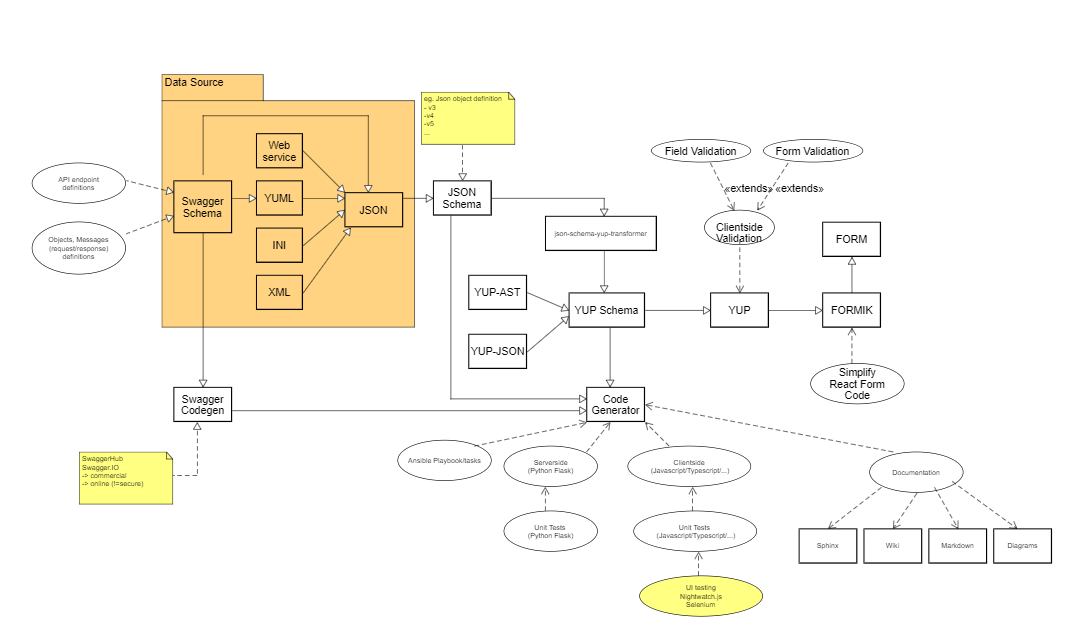 Data Source
eg. Json object definition
- v3
-v4
-v5
...
Web
service
Field Validation
Form Validation
API endpoint
definitions
Swagger
Schema
YUML
JSON
JSON
Schema
«extends»
«extends»
Objects, Messages
(request/response)
definitions
INI
json-schema-yup-transformer
Clientside
Validation
FORM
XML
YUP-AST
YUP Schema
YUP
FORMIK
YUP-JSON
Simplify
React Form
Code
Swagger
Codegen
Code
Generator
SwaggerHub
Swagger.IO
-> commercial
-> online (!=secure)
Ansible Playbook/tasks
Serverside
(Python Flask)
Clientside
(Javascript/Typescript/...)
Documentation
Unit Tests
(Python Flask)
Unit Tests
(Javascript/Typescript/...)
Sphinx
Wiki
Markdown
Diagrams
UI testing
Nightwatch.js
Selenium